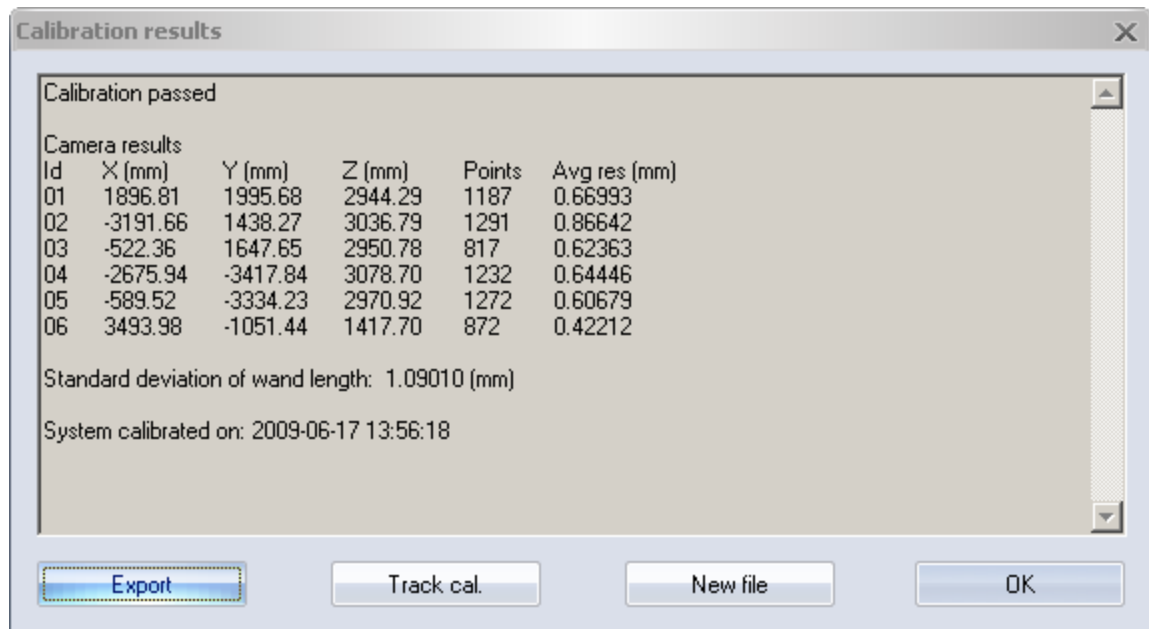 Calibration results
Calibration passed
Camera results
Id X (mm) Y (mm) Z (mm) Points Avg res (mm)
01 1896.81 1995.68 2944.29 1187 0.66993
02 -3191.66 1438.27 3036.79 1291 0.86642
03 -522.36 1647.65 2950.78 817 0.62363
04 -2675.94 -3417.84 3078.70 1232 0.64446
05 -589.52 -3334.23 2970.92 1272 0.60679
06 3493.98 -1051.44 1417.70 872 0.42212
Standard deviation of wand length: 1.09010 (mm)
System calibrated on: 2009-06-17 13:56:18
Export Track cal. New file OK